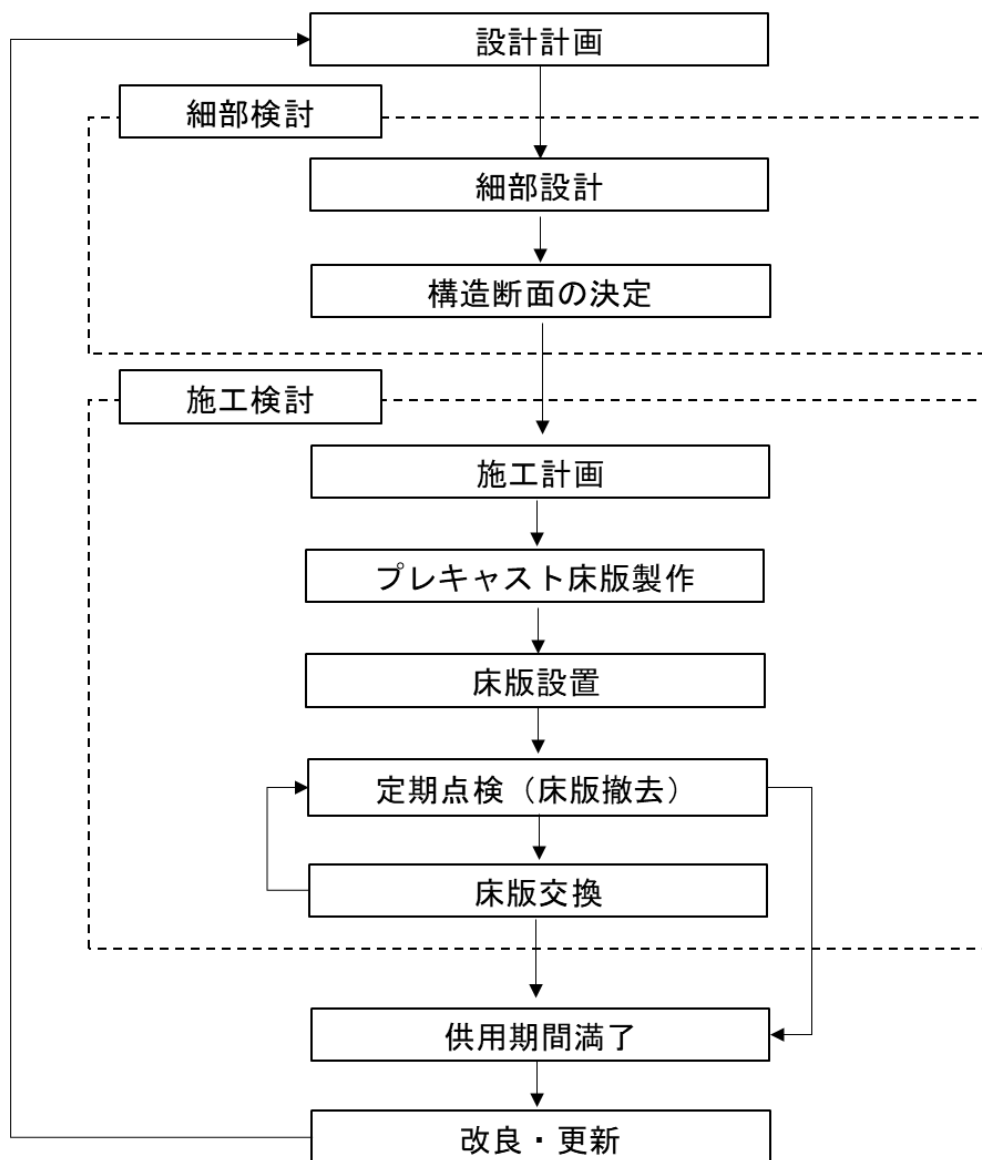 設計計画
細部検討
細部設計
構造断面の決定
施工検討
施工計画
プレキャスト床版製作
床版設置
定期点検（床版撤去）
床版交換
供用期間満了
改良・更新